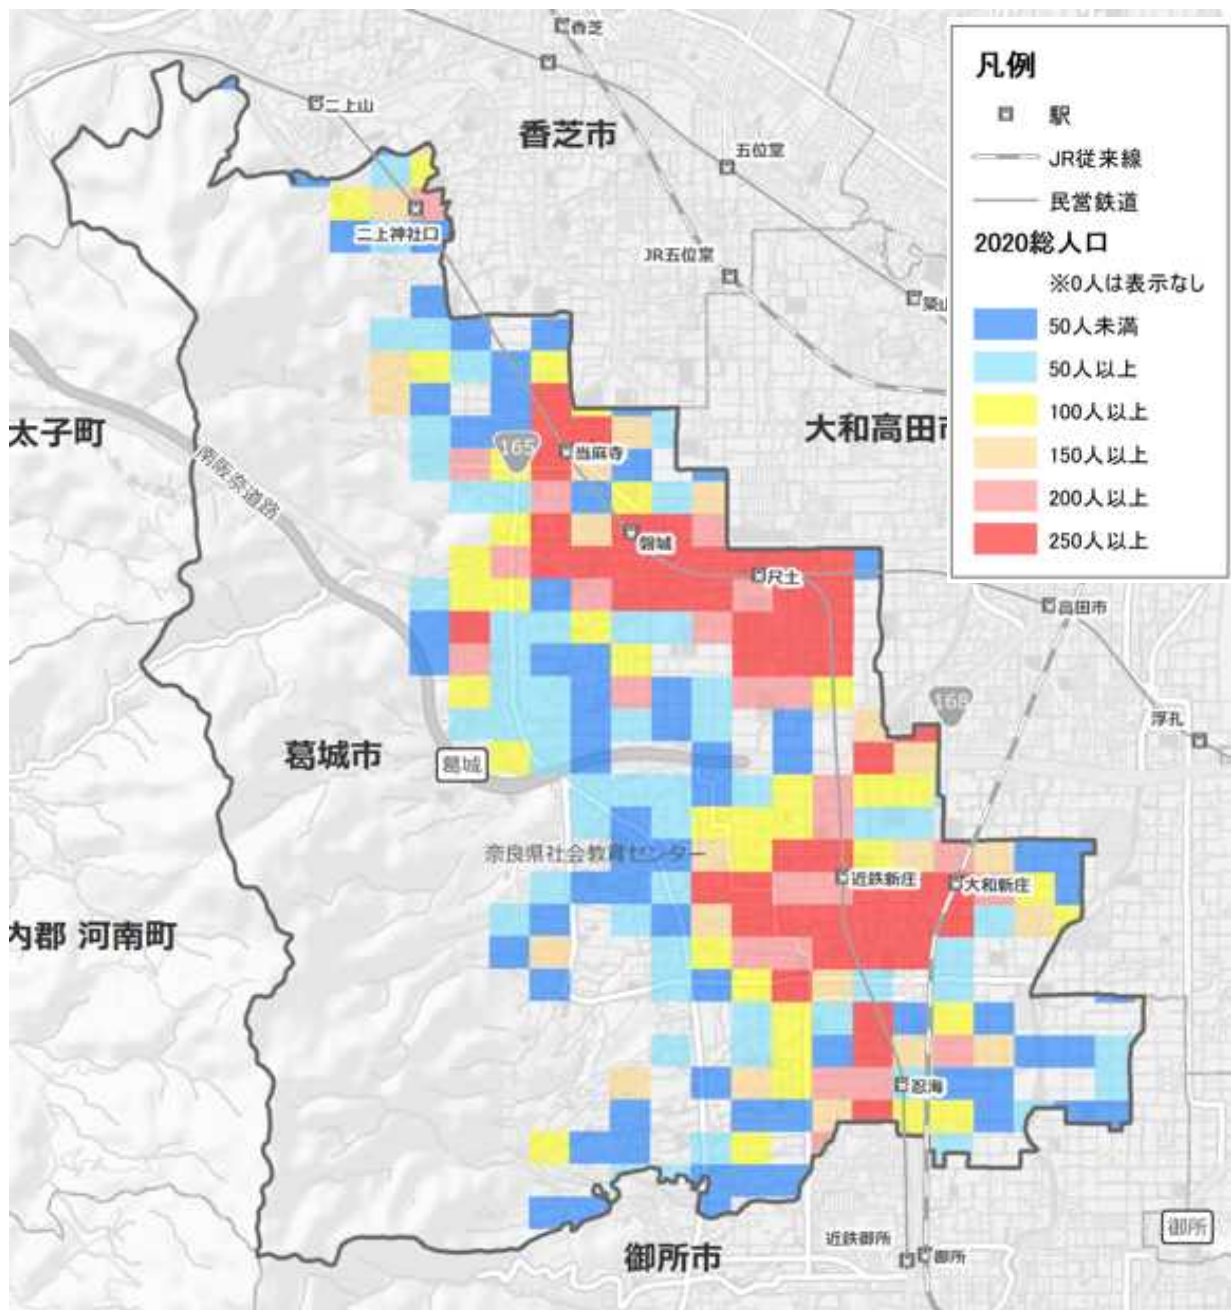 香芝
凡例
駅
二上山
香芝市
五位堂
JR従来線
民営鉄道
二上神社口
2020総人口
JR五位堂
※0人は表示なし
築山
50人未満
50人以上
100人以上
太子町
大和高田市
165
当麻寺
150人以上
南阪奈道路
200人以上
磐城
250人以上
尺土
高田市
168
浮孔
葛城市
葛城
奈良県社会教育センター
近鉄新庄
大和新庄
内郡 河南町
忍海
御所
近鉄御所
御所市
御所